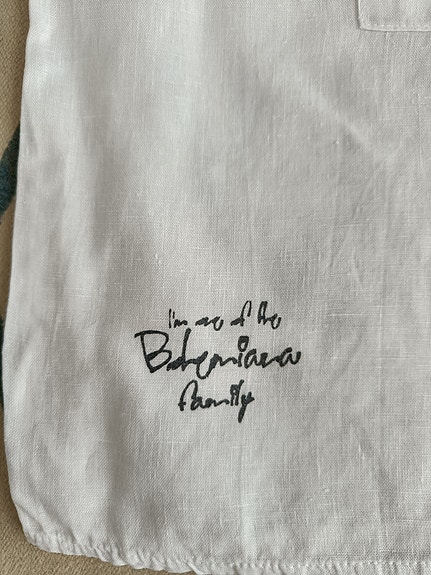 I'm one of the
Bohemiana
family